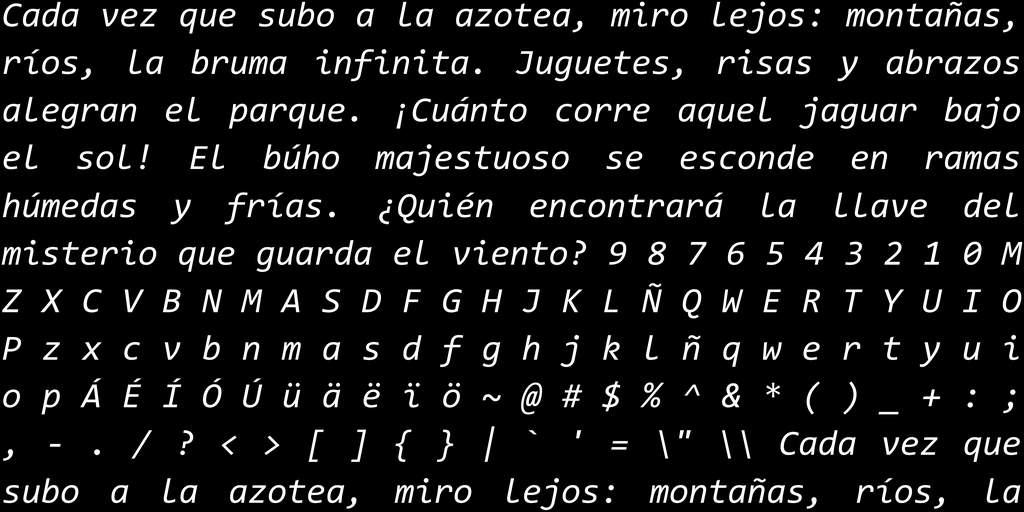 Cada vez que subo a la azotea, miro lejos: montañas,
ríos, la bruma infinita. Juguetes, risas y abrazos
alegran el parque. ¡Cuánto corre aquel jaguar bajo
el sol! El búho majestuoso se esconde en ramas
húmedas y frías. ¿Quién encontrará la llave del
misterio que guarda el viento? 9 8 7 6 5 4 3 2 1 0 M
Z X C V B N M A S D F G H J K L Ñ Q W E R T Y U I O
P z x c v b n m a s d f g h j k l ñ q w e r t y u i
o p Á É Í Ó Ú ü ä ë ï ö ~ @ # $ % ^ & * ( ) _ + : ;
, - . / ? < > [ ] { } | ` ' = \" \\ Cada vez que
subo a la azotea, miro lejos: montañas, ríos, la